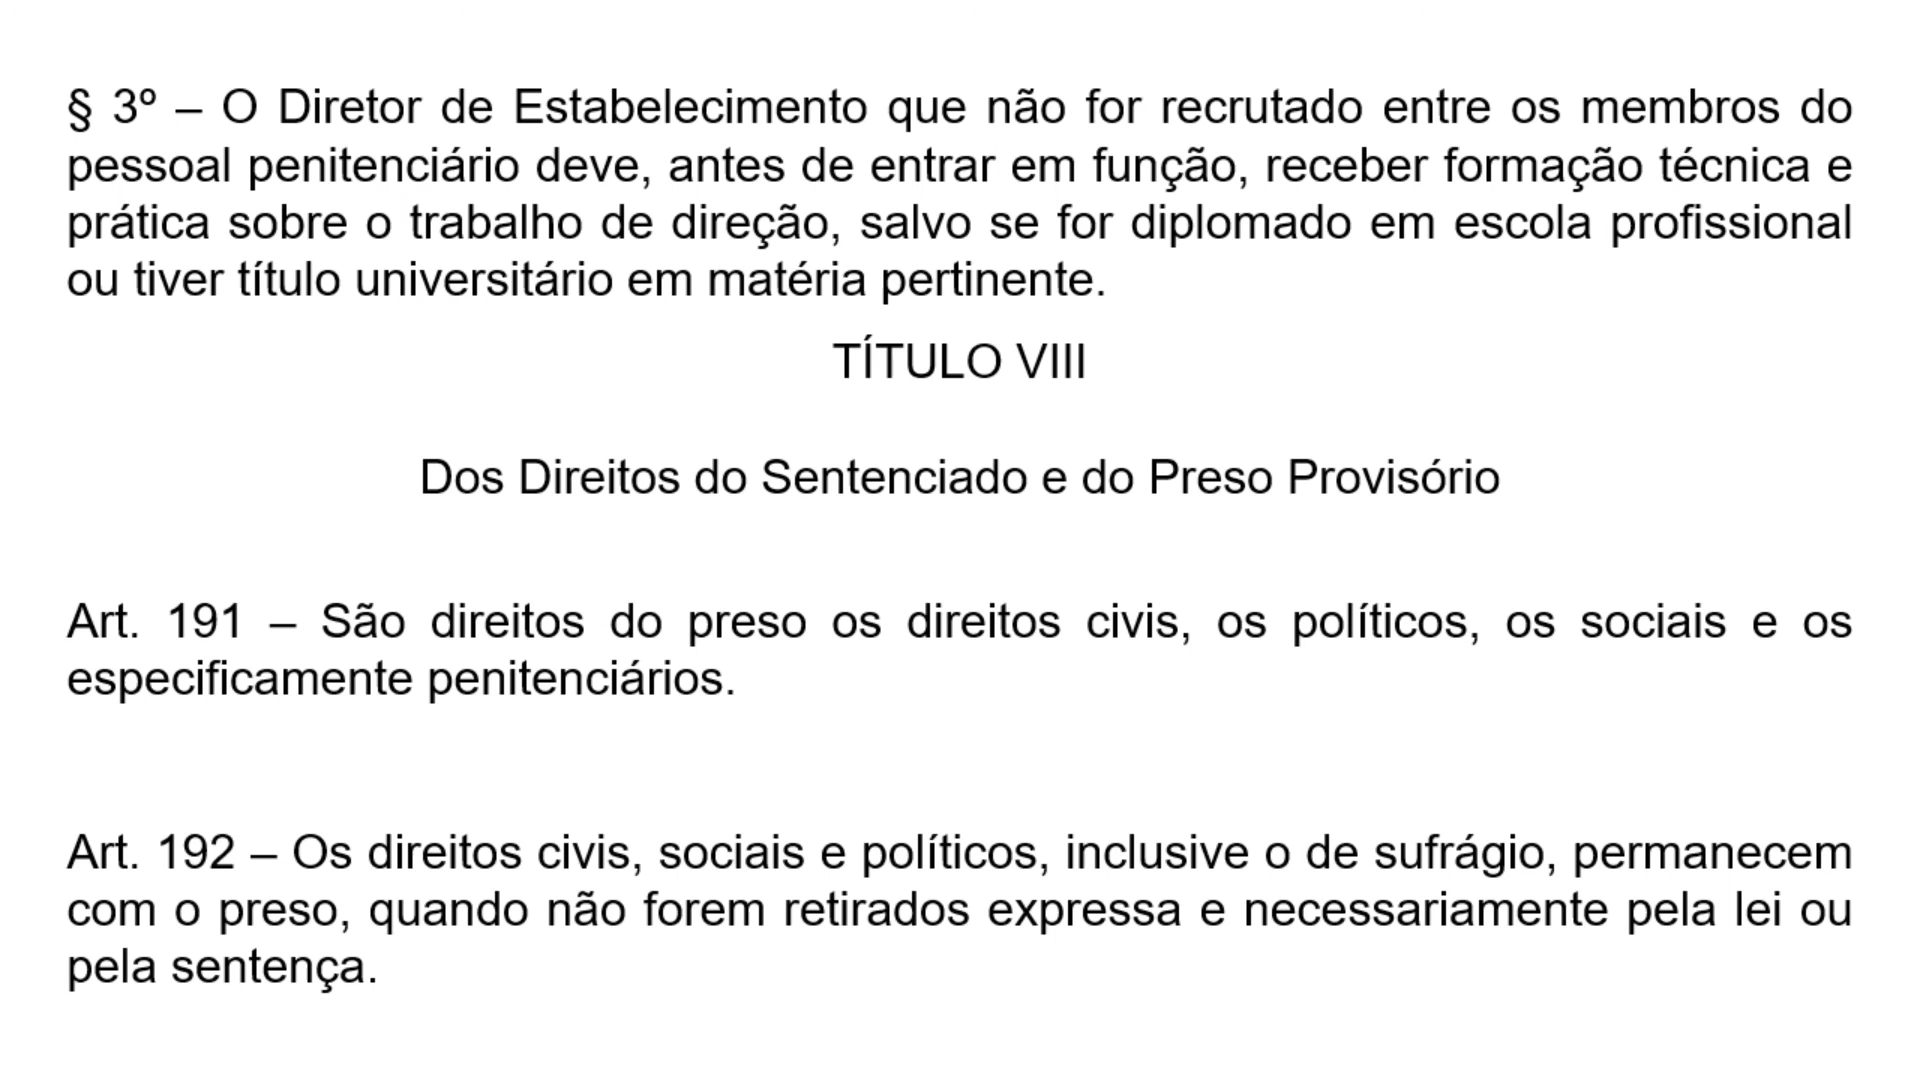 § 3º – O Diretor de Estabelecimento que não for recrutado entre os membros do
pessoal penitenciário deve, antes de entrar em função, receber formação técnica e
prática sobre o trabalho de direção, salvo se for diplomado em escola profissional
ou tiver título universitário em matéria pertinente.
TÍTULO VIII
Dos Direitos do Sentenciado e do Preso Provisório
Art. 191 – São direitos do preso os direitos civis, os políticos, os sociais e os
especificamente penitenciários.
Art. 192 – Os direitos civis, sociais e políticos, inclusive o de sufrágio, permanecem
com o preso, quando não forem retirados expressa e necessariamente pela lei ou
pela sentença.